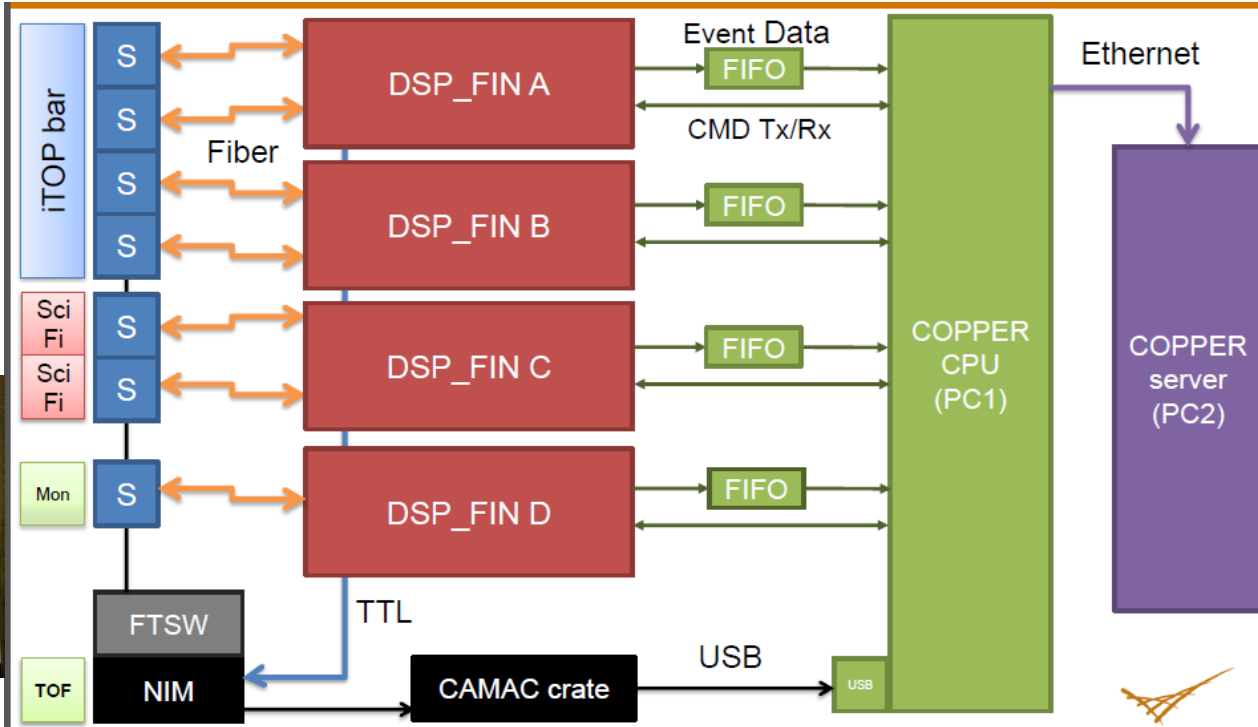 iTOP bar
S
S
S
S
Sci
Fi
Sci
Fi
S
S
Mon
S
FTSW
TOF
NIM
Fiber
DSP_FIN A
DSP_FIN B
DSP_FIN C
DSP_FIN D
TTL
CAMAC crate
USB
USB
Event Data
FIFO
CMD Tx/Rx
FIFO
FIFO
FIFO
COPPER
CPU
(PC1)
Ethernet
COPPER
server
(PC2)